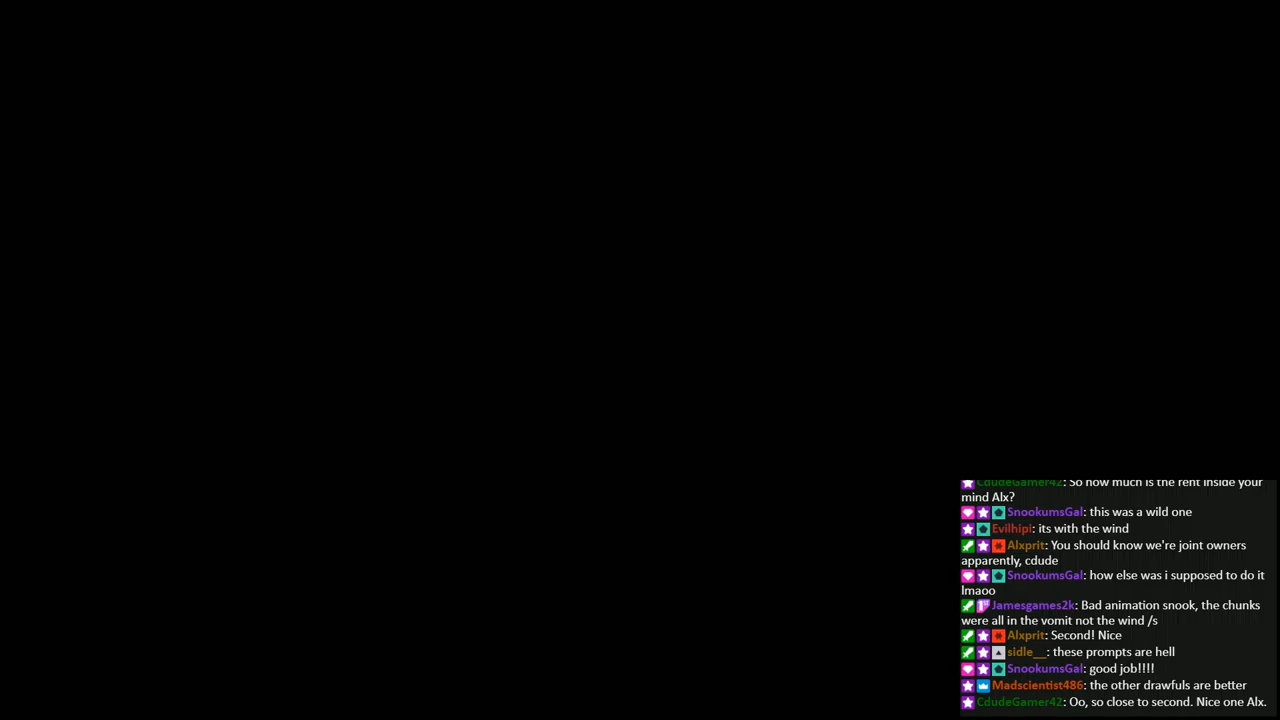 CdudeGamer42: So how much is the rent inside your
mind Alx?
SnookumsGal: this was a wild one
Evilhipi: its with the wind
Alxprit: You should know we're joint owners
apparently, cdude
SnookumsGal: how else was i supposed to do it
lmaoo
Jamesgames2k: Bad animation snook, the chunks
were all in the vomit not the wind /s
Alxprit: Second! Nice
sidle__: these prompts are hell
SnookumsGal: good job!!!!
Madscientist486: the other drawfuls are better
CdudeGamer42: Oo, so close to second. Nice one Alx.